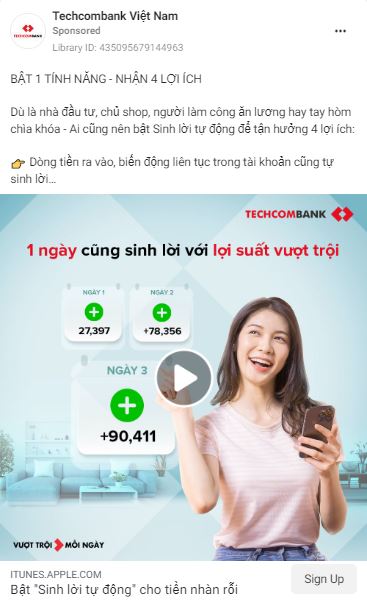 Techcombank Việt Nam
Sponsored
Library ID: 435095679144963
BẬT 1 TÍNH NĂNG - NHẬN 4 LỢI ÍCH
Dù là nhà đầu tư, chủ shop, người làm công ăn lương hay tay hòm
chìa khóa - Ai cũng nên bật Sinh lời tự động để tận hưởng 4 lợi ích:
👉 Dòng tiền ra vào, biến động liên tục trong tài khoản cũng tự
sinh lời...
TECHCOMBANK
TECHCOMBANK
1 ngày cũng sinh lời với lợi suất vượt trội
NGÀY 1
NGÀY 2
27,397
+78,356
NGÀY 3
+90,411
VƯỢT TRỘI MỖI NGÀY
ITUNES.APPLE.COM
Bật "Sinh lời tự động" cho tiền nhàn rỗi
Sign Up